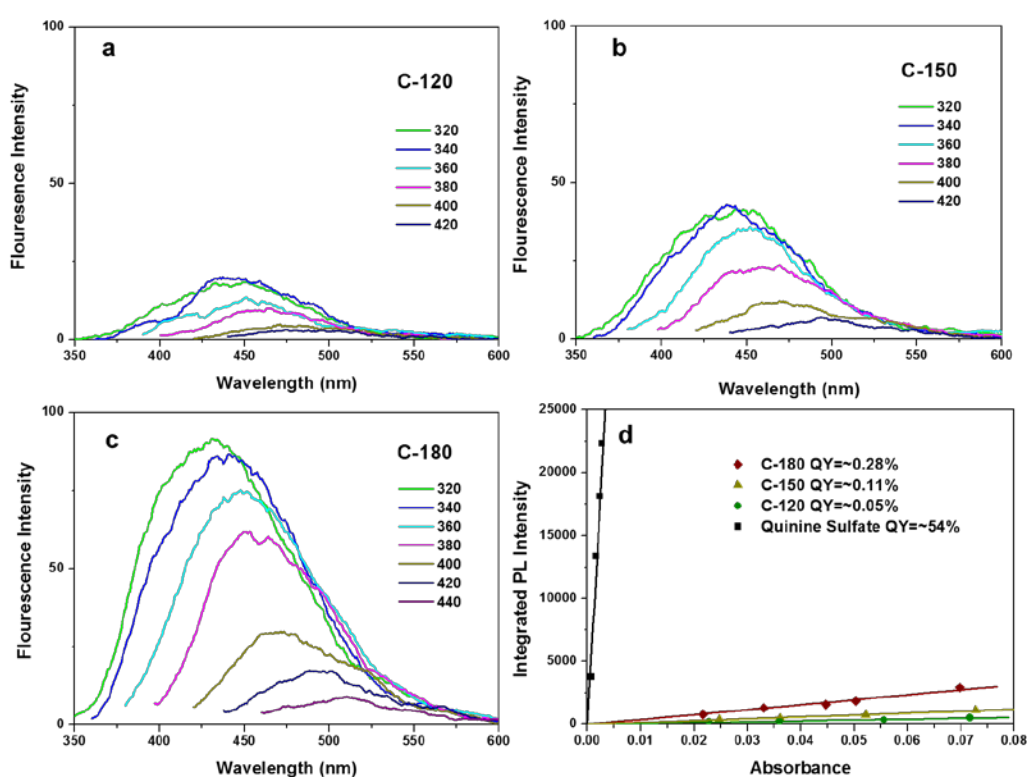 a
C-120
320
340
360
380
400
420
100
50
0
350 400 450 500 550 600
Wavelength (nm)
Flouresence Intensity
b
C-150
320
340
360
380
400
420
100
50
0
350 400 450 500 550 600
Wavelength (nm)
Flourescence Intensity
c
C-180
320
340
360
380
400
420
440
100
50
0
350 400 450 500 550 600
Wavelength (nm)
Flourescence Intensity
d
C-180 QY=~0.28%
C-150 QY=~0.11%
C-120 QY=~0.05%
Quinine Sulfate QY=~54%
25000
20000
15000
10000
5000
0
0.00 0.01 0.02 0.03 0.04 0.05 0.06 0.07 0.08
Absorbance
Integrated PL Intensity